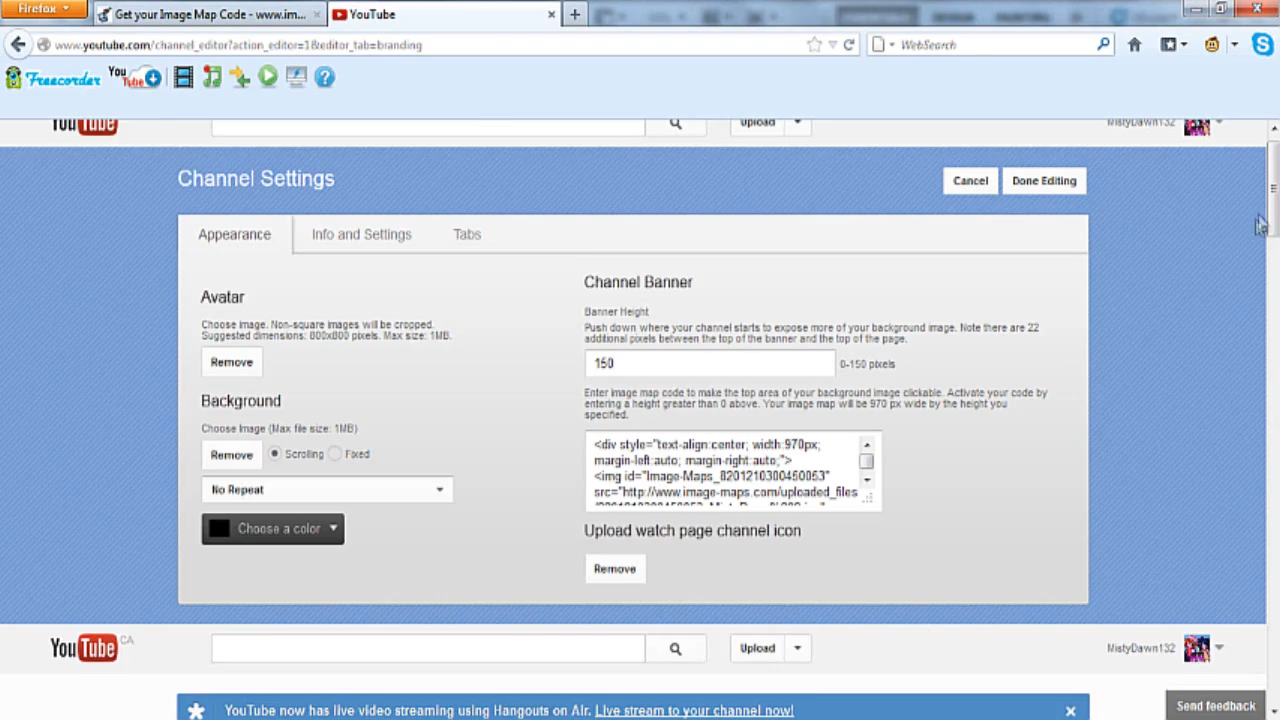 Firefox
Get your Image Map Code - www.im...
YouTube
www.youtube.com/channel_editor?action_editor=1&editor_tab=branding
WebSearch
Freecorder
You Tube
YouTube
Upload
MistyDawn132
Channel Settings
Cancel
Done Editing
Appearance
Info and Settings
Tabs
Avatar
Choose image. Non-square images will be cropped.
Suggested dimensions: 800x800 pixels. Max size: 1MB.
Remove
Background
Choose Image (Max file size: 1MB)
Remove
Scrolling
Fixed
No Repeat
Choose a color
Channel Banner
Banner Height
Push down where your channel starts to expose more of your background image. Note there are 22
additional pixels between the top of the banner and the top of the page.
150
0-150 pixels
Enter image map code to make the top area of your background image clickable. Activate your code by
entering a height greater than 0 above. Your image map will be 970 px wide by the height you
specified.
<div style="text-align:center; width:970px;
margin-left:auto; margin-right:auto;">
<img id="Image-Maps_8201210300450053"
src="http://www.image-maps.com/uploaded_files
Upload watch page channel icon
Remove
YouTube CA
Upload
MistyDawn132
YouTube now has live video streaming using Hangouts on Air. Live stream to your channel now!
Send feedback